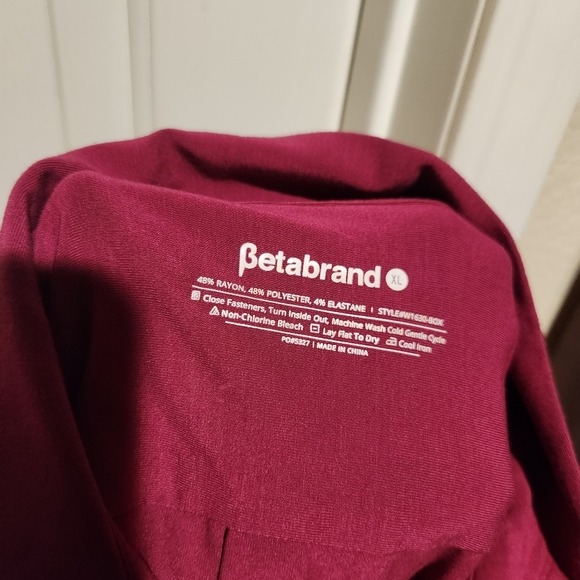 βetabrand XL
48% RAYON, 48% POLYESTER, 4% ELASTANE | STYLE#W1630-BOX
Close Fasteners, Turn Inside Out, Machine Wash Cold Gentle Cycle
Non-Chlorine Bleach Lay Flat To Dry Cool Iron
PO#5327 | MADE IN CHINA